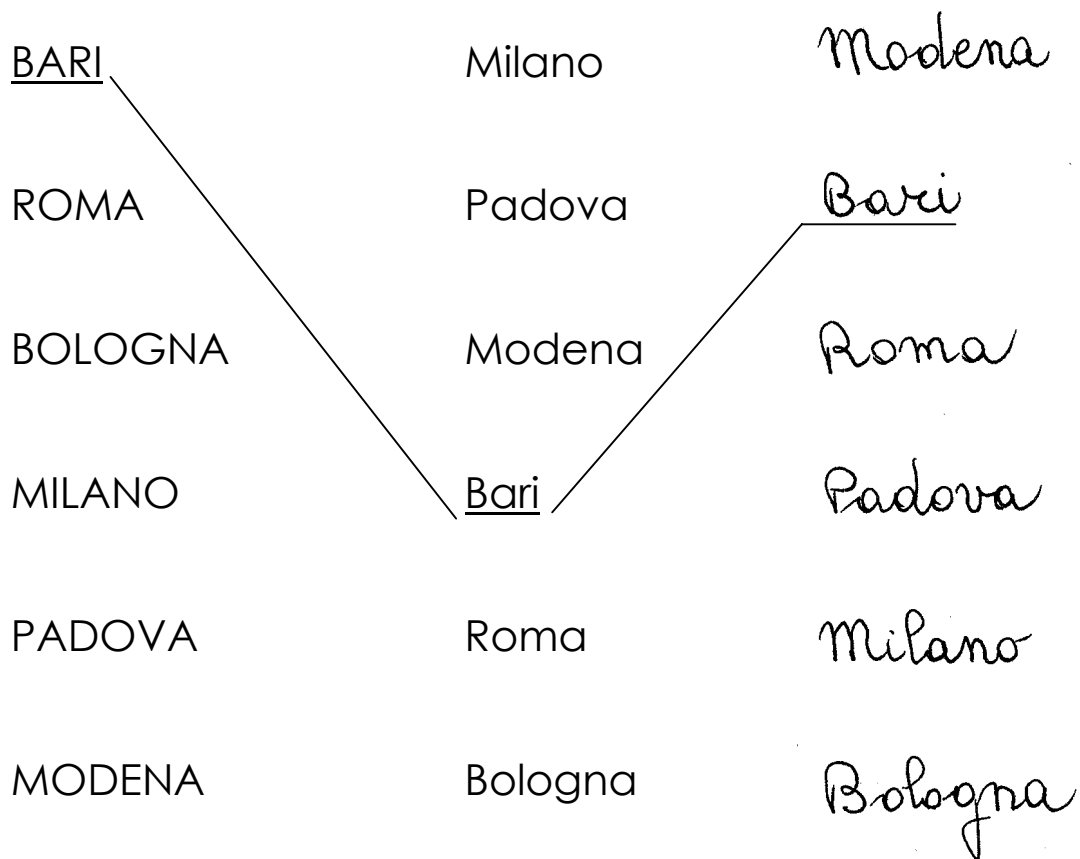 BARI Milano Modena
ROMA Padova Bari
BOLOGNA Modena Roma
MILANO Bari Padova
PADOVA Roma Milano
MODENA Bologna Bologna